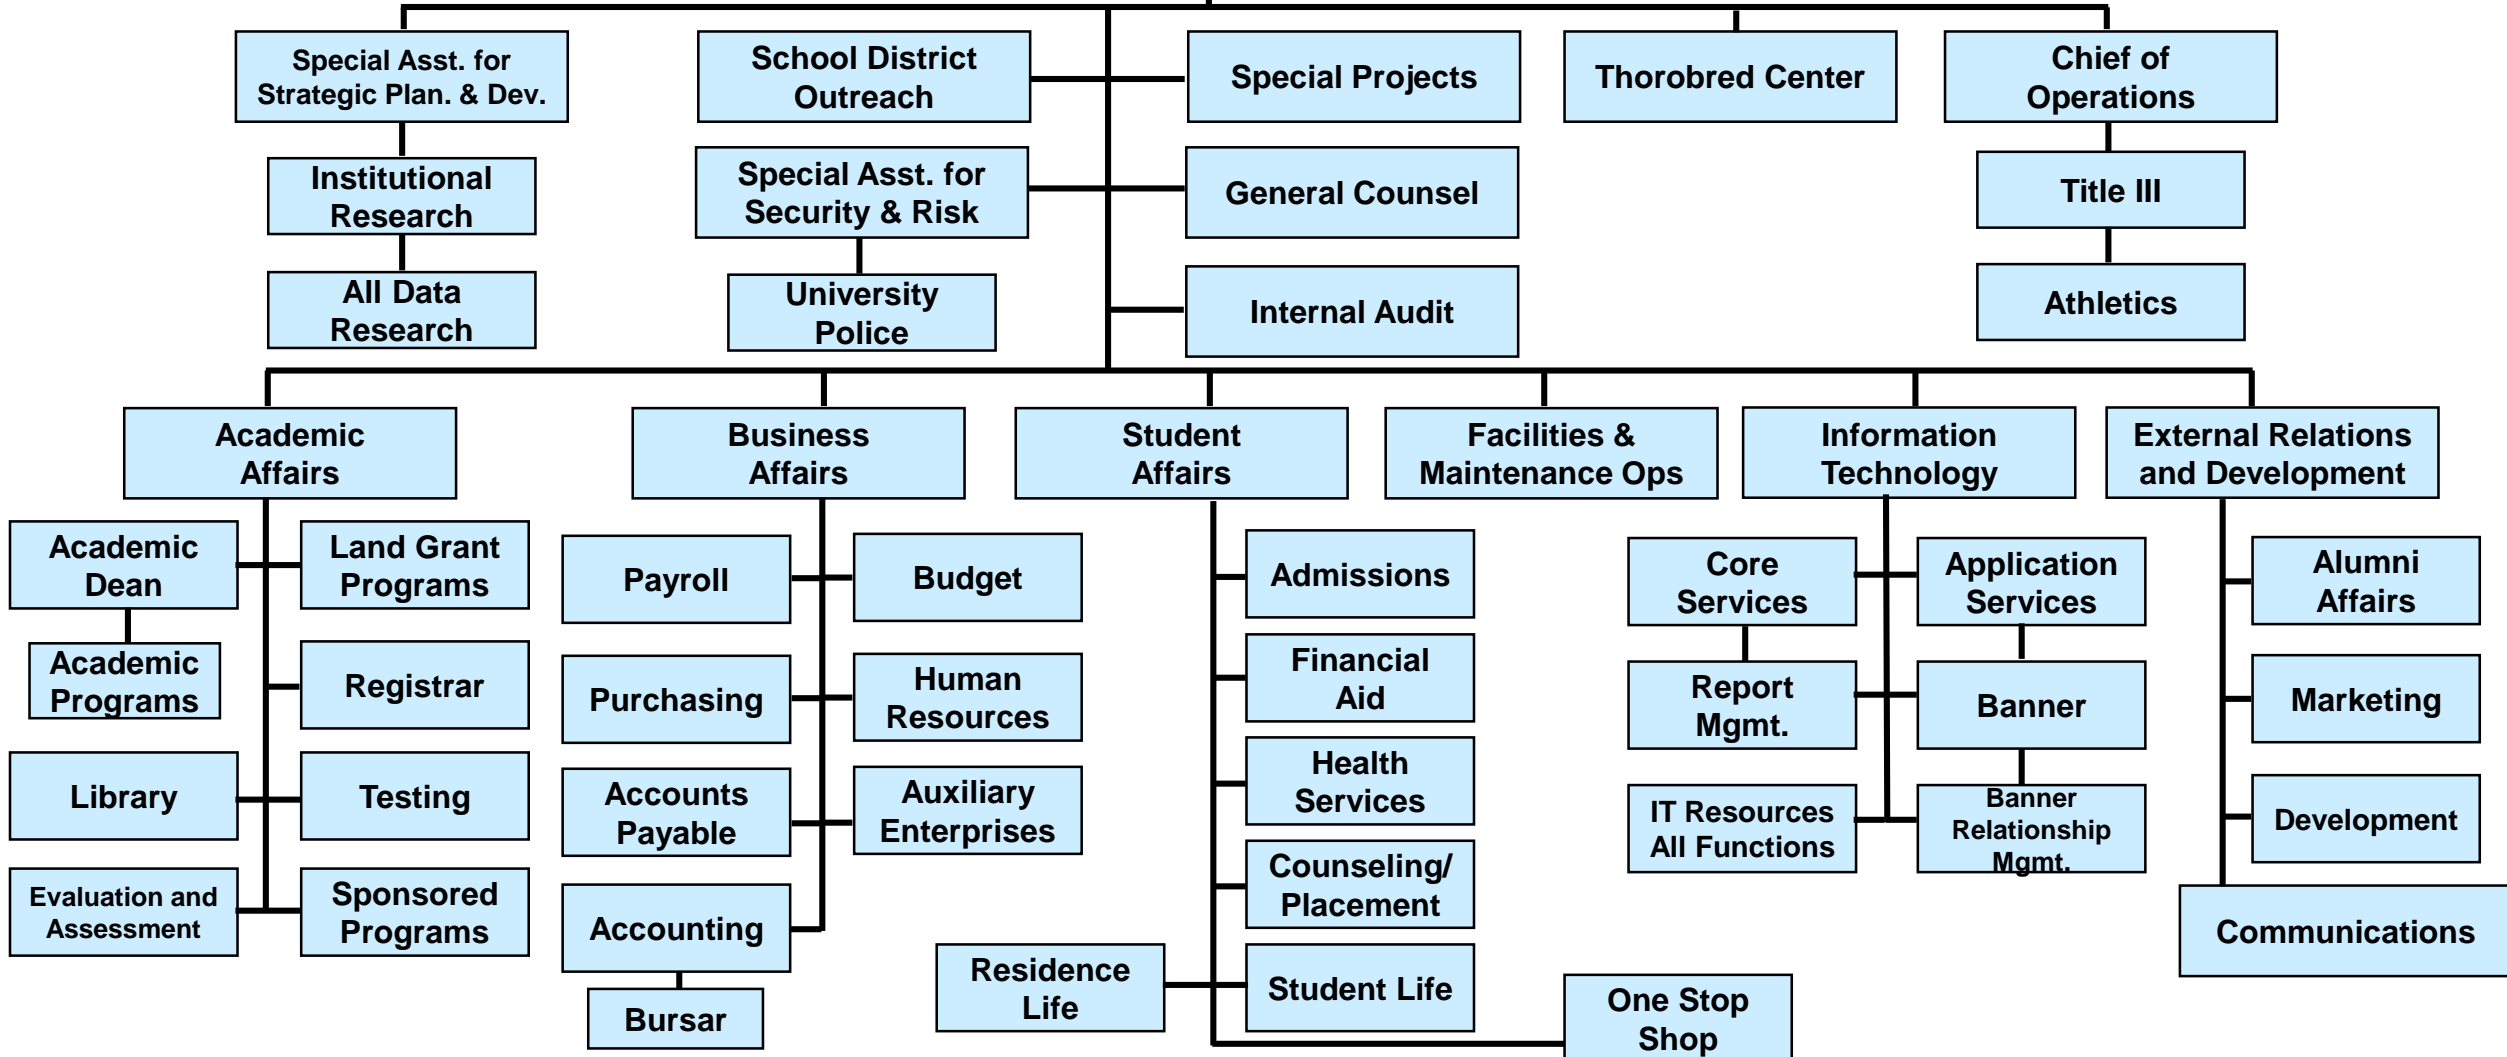 Special Asst. for
Strategic Plan. & Dev.
School District
Outreach
Special Projects
Thorobred Center
Chief of
Operations
Institutional
Research
Special Asst. for
Security & Risk
General Counsel
Title III
All Data
Research
University
Police
Internal Audit
Athletics
Academic
Affairs
Business
Affairs
Student
Affairs
Facilities &
Maintenance Ops
Information
Technology
External Relations
and Development
Academic
Dean
Land Grant
Programs
Academic
Programs
Registrar
Library
Testing
Evaluation and
Assessment
Sponsored
Programs
Payroll
Budget
Purchasing
Human
Resources
Accounts
Payable
Auxiliary
Enterprises
Accounting
Bursar
Admissions
Financial
Aid
Health
Services
Counseling/
Placement
Residence
Life
Student Life
One Stop
Shop
Core
Services
Application
Services
Report
Mgmt.
Banner
IT Resources
All Functions
Banner
Relationship
Mgmt.
Alumni
Affairs
Marketing
Development
Communications